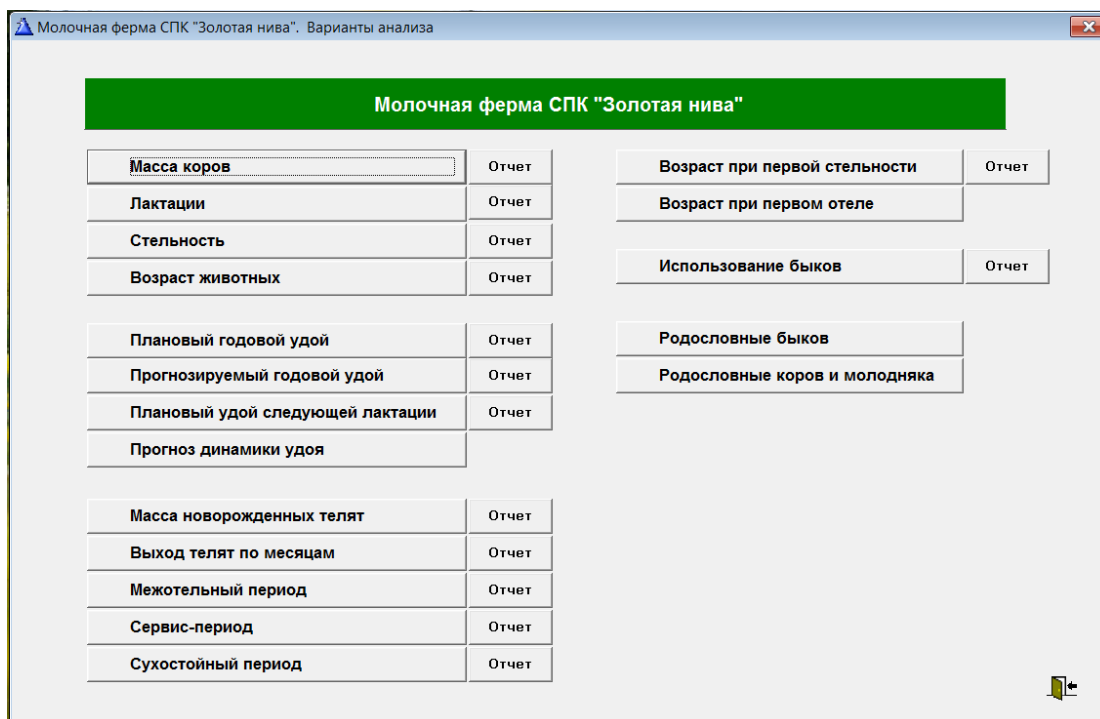 Молочная ферма СПК "Золотая нива". Варианты анализа
Молочная ферма СПК "Золотая нива"
Масса коров Отчет
Лактации Отчет
Стельность Отчет
Возраст животных Отчет
Плановый годовой удой Отчет
Прогнозируемый годовой удой Отчет
Плановый удой следующей лактации Отчет
Прогноз динамики удоя
Масса новорожденных телят Отчет
Выход телят по месяцам Отчет
Межотельный период Отчет
Сервис-период Отчет
Сухостойный период Отчет
Возраст при первой стельности Отчет
Возраст при первом отеле
Использование быков Отчет
Родословные быков
Родословные коров и молодняка